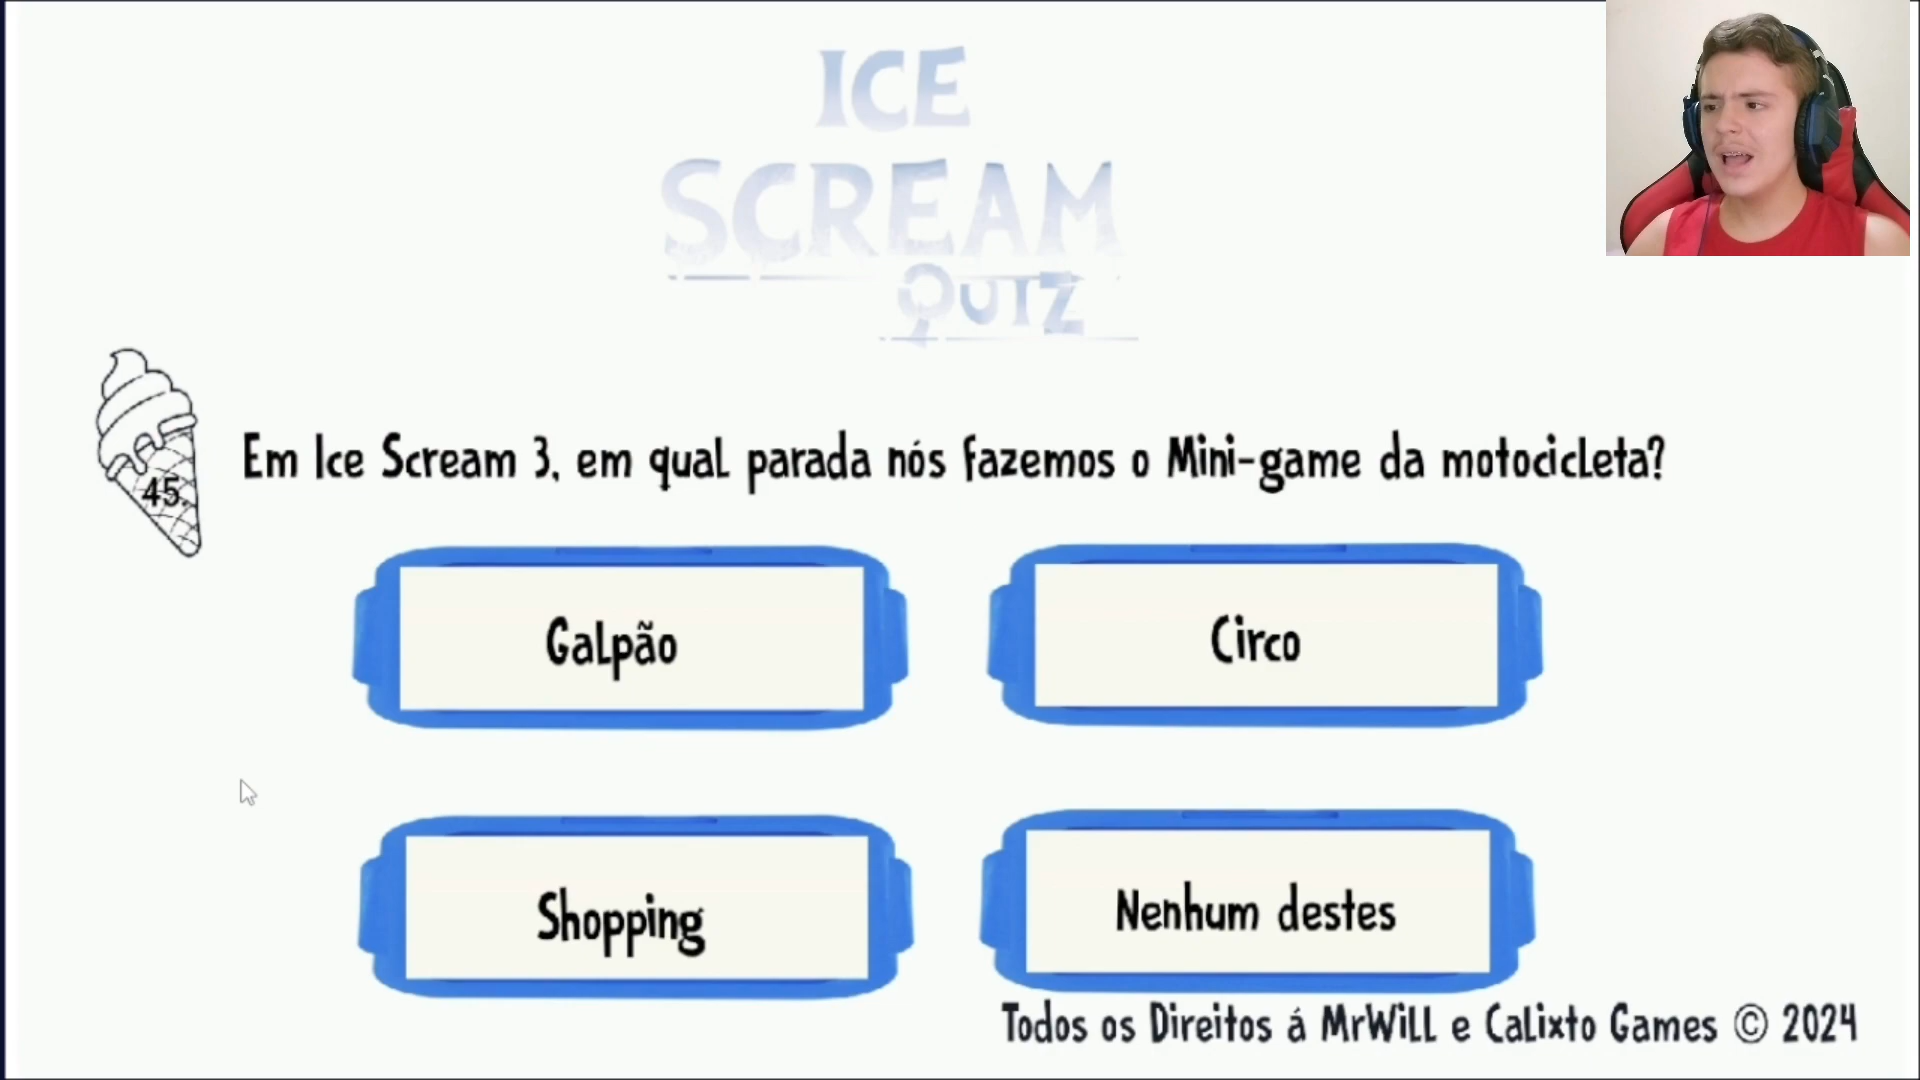 ICE
SCREAM
QUIZ
45.
Em Ice Scream 3, em qual parada nós fazemos o Mini-game da motocicleta?
Galpão
Circo
Shopping
Nenhum destes
Todos os Direitos á MrWiLL e Calixto Games © 2024